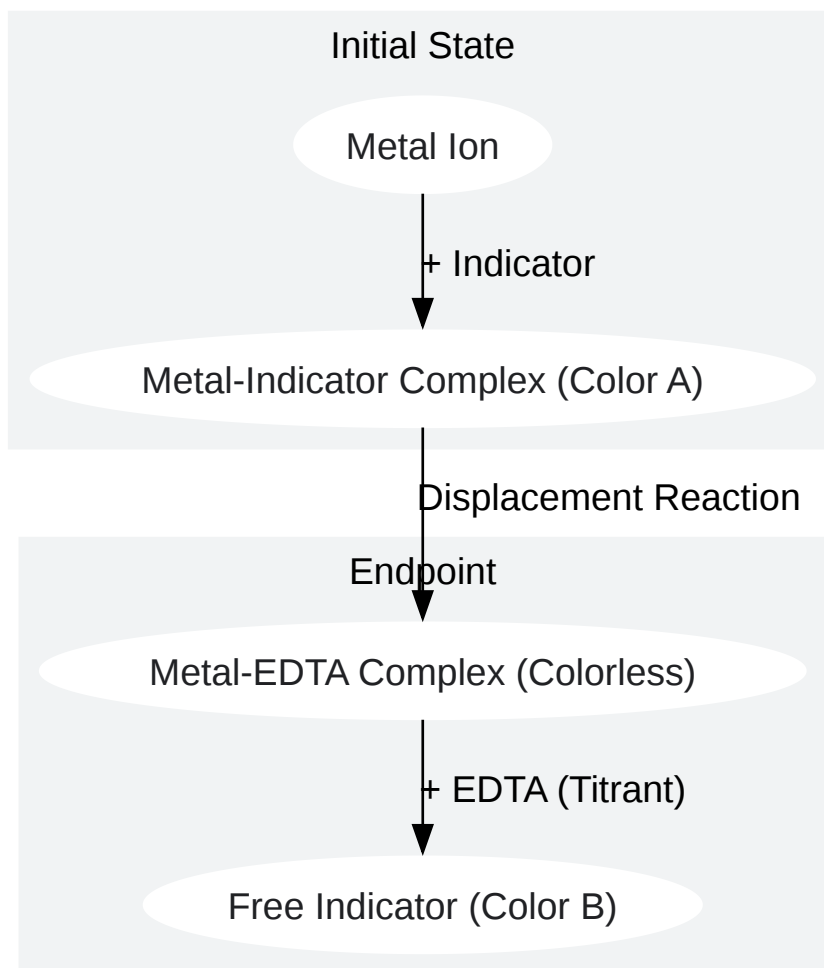 Initial State
Metal Ion
+ Indicator
Metal-Indicator Complex (Color A)
Displacement Reaction
Endpoint
Metal-EDTA Complex (Colorless)
+ EDTA (Titrant)
Free Indicator (Color B)